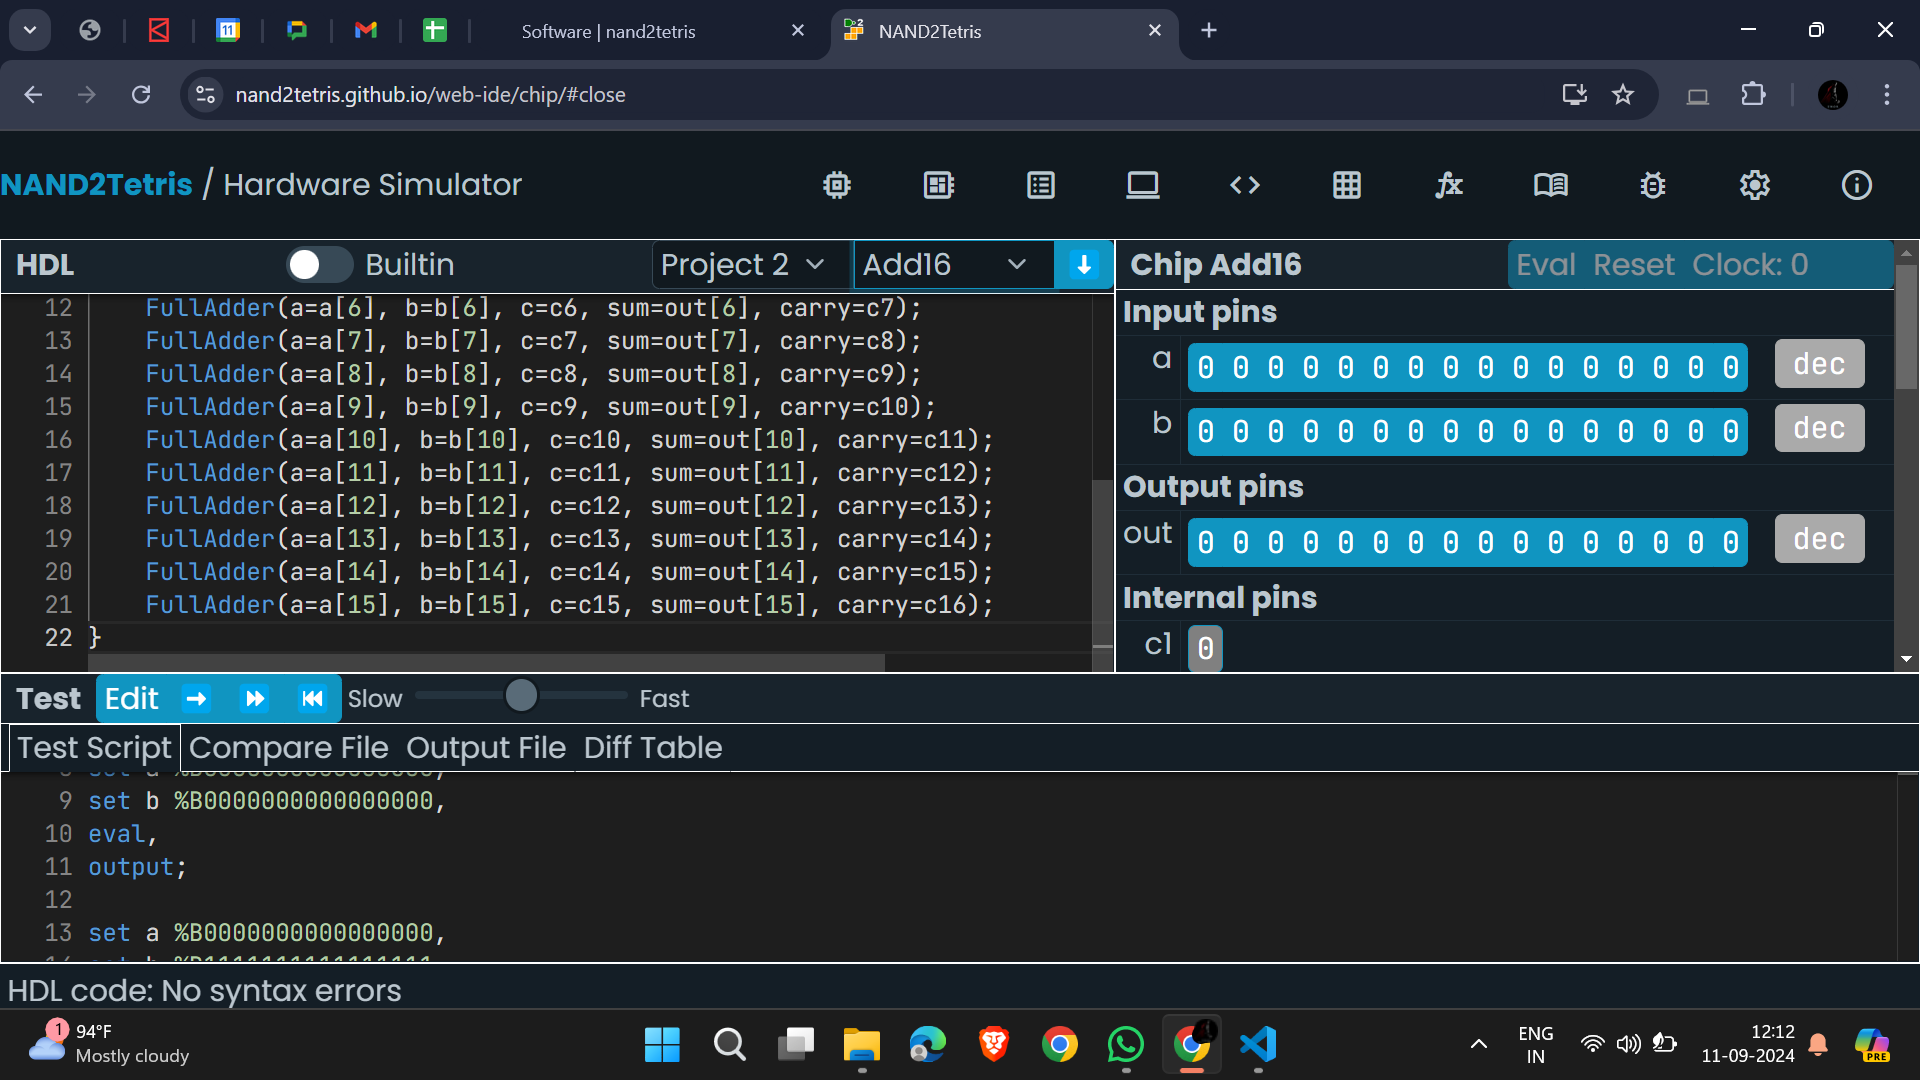 Software | nand2tetris
NAND2Tetris
nand2tetris.github.io/web-ide/chip/#close
NAND2Tetris / Hardware Simulator
HDL
Builtin
Project 2
Add16
Chip Add16
Eval Reset Clock: 0
12 FullAdder(a=a[6], b=b[6], c=c6, sum=out[6], carry=c7);
13 FullAdder(a=a[7], b=b[7], c=c7, sum=out[7], carry=c8);
14 FullAdder(a=a[8], b=b[8], c=c8, sum=out[8], carry=c9);
15 FullAdder(a=a[9], b=b[9], c=c9, sum=out[9], carry=c10);
16 FullAdder(a=a[10], b=b[10], c=c10, sum=out[10], carry=c11);
17 FullAdder(a=a[11], b=b[11], c=c11, sum=out[11], carry=c12);
18 FullAdder(a=a[12], b=b[12], c=c12, sum=out[12], carry=c13);
19 FullAdder(a=a[13], b=b[13], c=c13, sum=out[13], carry=c14);
20 FullAdder(a=a[14], b=b[14], c=c14, sum=out[14], carry=c15);
21 FullAdder(a=a[15], b=b[15], c=c15, sum=out[15], carry=c16);
22 }
Input pins
a 0 0 0 0 0 0 0 0 0 0 0 0 0 0 0 0 dec
b 0 0 0 0 0 0 0 0 0 0 0 0 0 0 0 0 dec
Output pins
out 0 0 0 0 0 0 0 0 0 0 0 0 0 0 0 0 dec
Internal pins
c1 0
Test Edit Slow Fast
Test Script Compare File Output File Diff Table
8 set a %B0000000000000000,
9 set b %B0000000000000000,
10 eval,
11 output;
12
13 set a %B0000000000000000,
14 set b %B1111111111111111,
HDL code: No syntax errors
1
94°F
Mostly cloudy
ENG
IN
12:12
11-09-2024
PRE